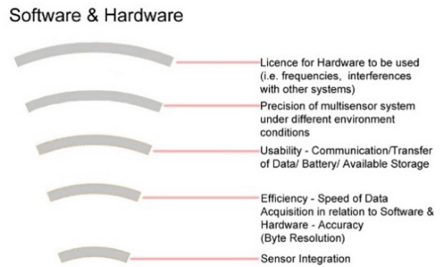 Software & Hardware
Licence for Hardware to be used
(i.e. frequencies, interferences
with other systems)
Precision of multisensor system
under different environment
conditions
Usability - Communication/Transfer
of Data/ Battery/ Available Storage
Efficiency - Speed of Data
Acquisition in relation to Software &
Hardware - Accuracy
(Byte Resolution)
Sensor Integration